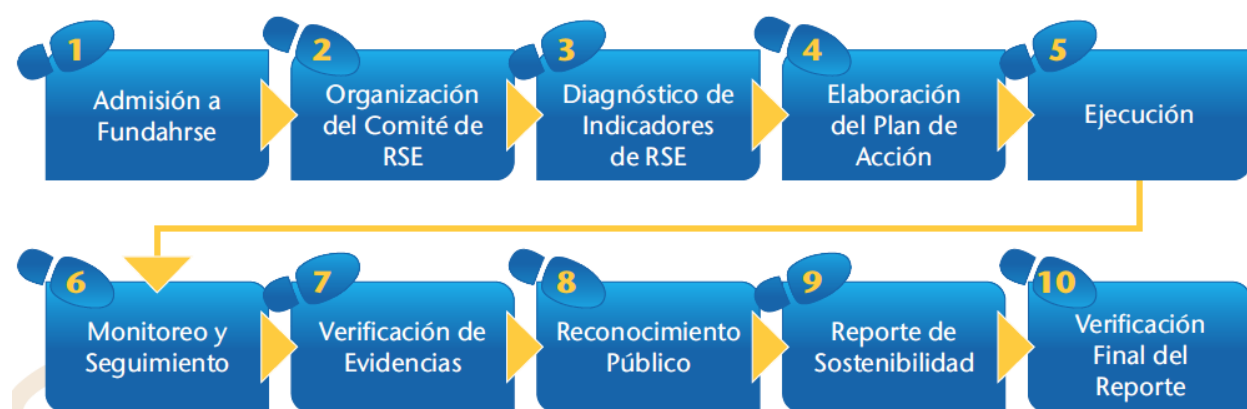 1
Admisión a
Fundahrse
2
Organización
del Comité de
RSE
3
Diagnóstico de
Indicadores
de RSE
4
Elaboración
del Plan de
Acción
5
Ejecución
6
Monitoreo y
Seguimiento
7
Verificación de
Evidencias
8
Reconocimiento
Público
9
Reporte de
Sostenibilidad
10
Verificación
Final del
Reporte